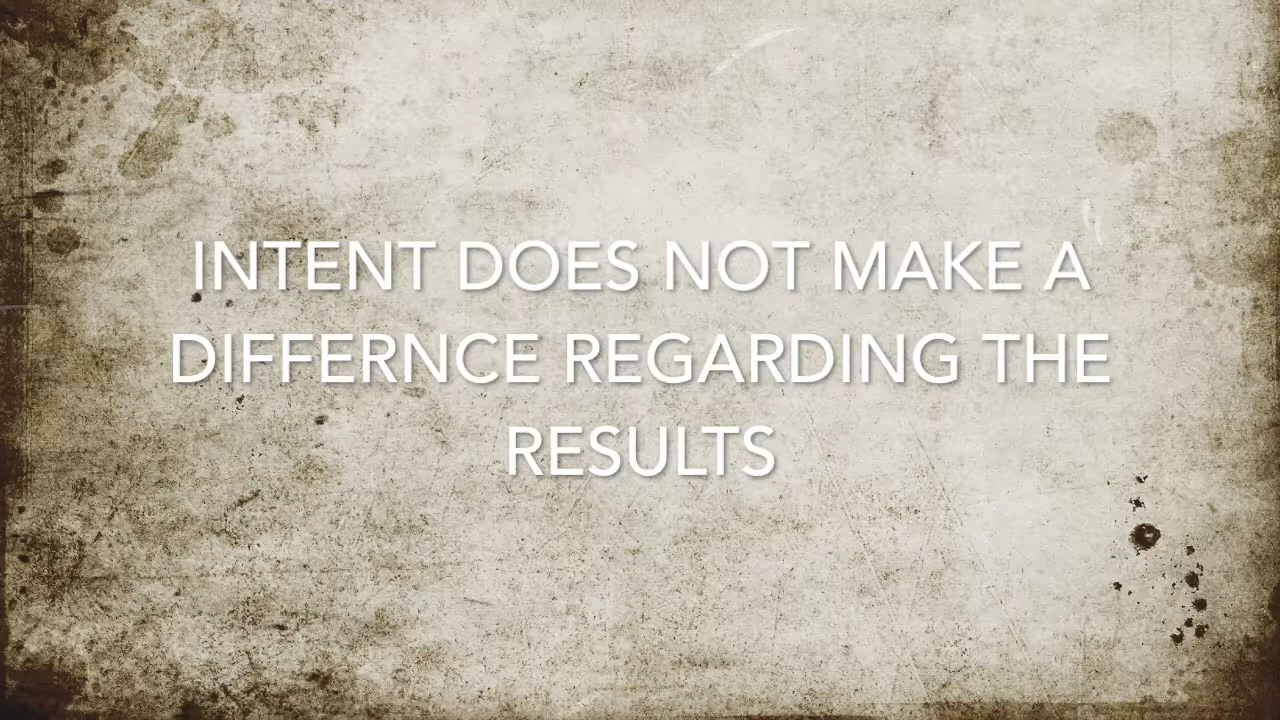 INTENT DOES NOT MAKE A
DIFFERNCE REGARDING THE
RESULTS